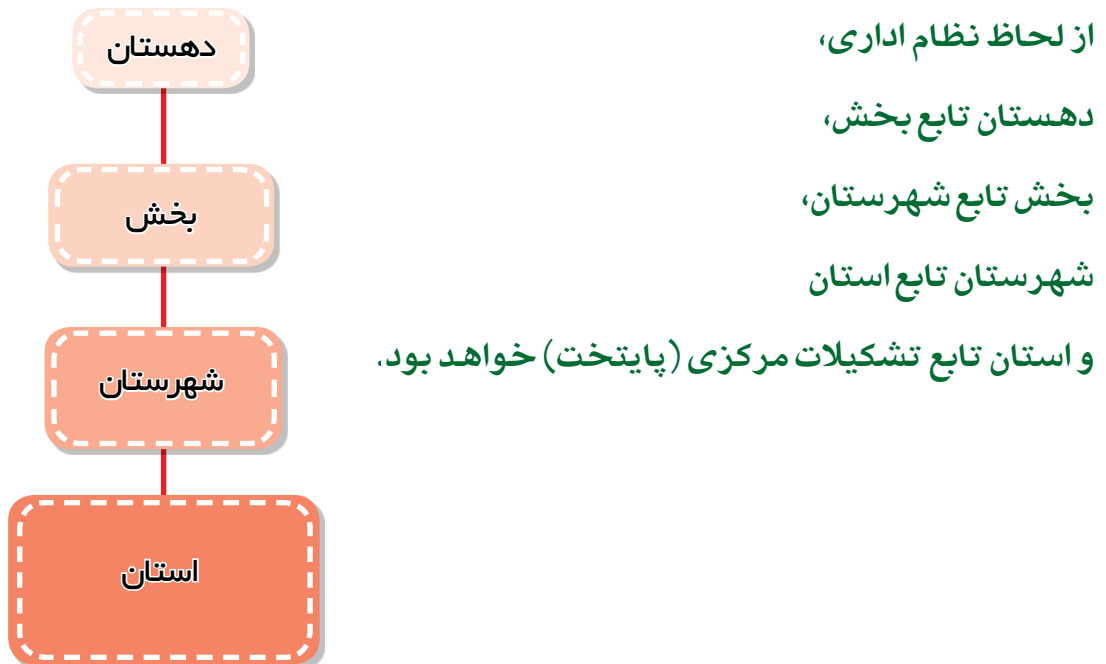 از لحاظ نظام اداری،
دهستان تابع بخش،
بخش تابع شهرستان،
شهرستان تابع استان
و استان تابع تشکیلات مرکزی (پایتخت) خواهد بود.
دهستان
بخش
شهرستان
استان